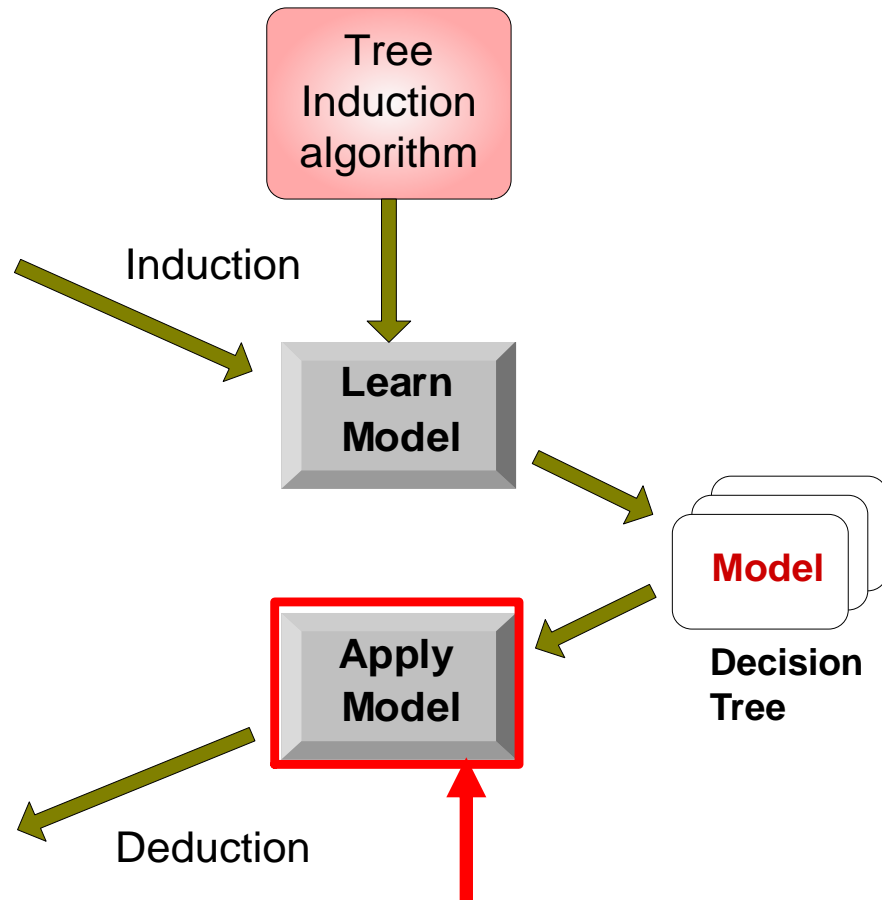 Tree
Induction
algorithm
Induction
Learn
Model
Model
Apply
Model
Decision
Tree
Deduction